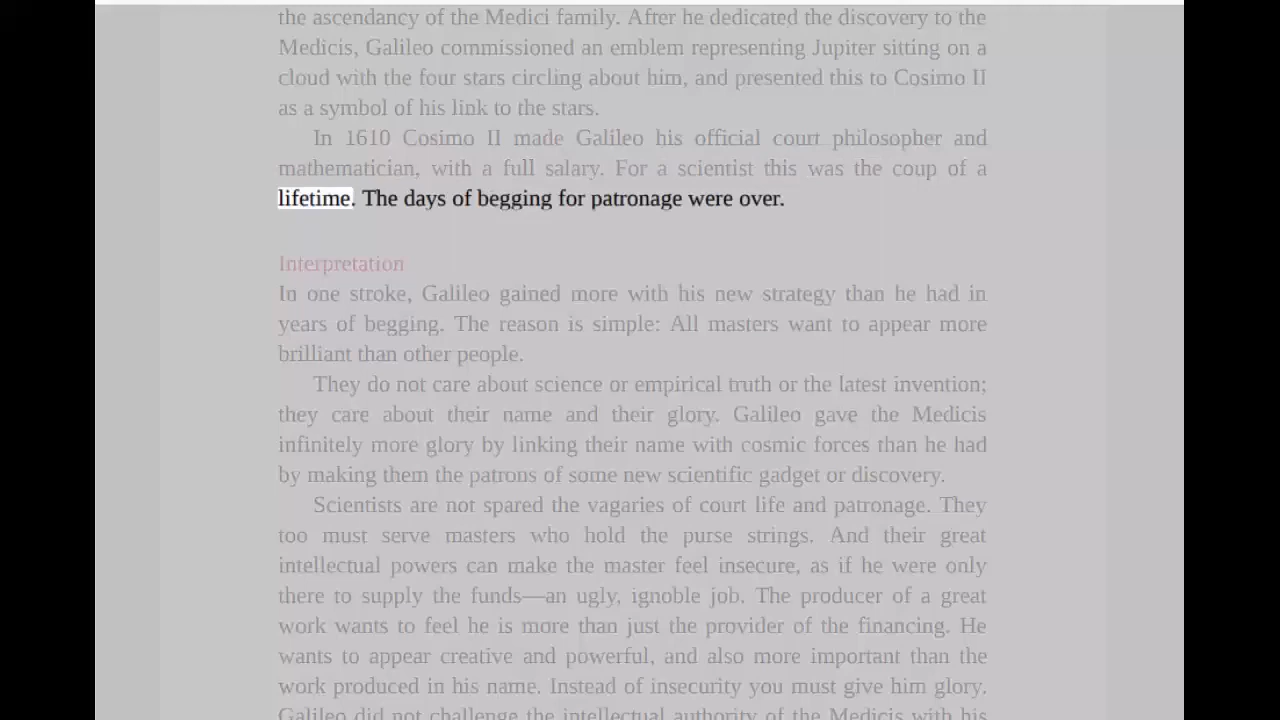 the ascendancy of the Medici family. After he dedicated the discovery to the
Medicis, Galileo commissioned an emblem representing Jupiter sitting on a
cloud with the four stars circling about him, and presented this to Cosimo II
as a symbol of his link to the stars.
In 1610 Cosimo II made Galileo his official court philosopher and
mathematician, with a full salary. For a scientist this was the coup of a
lifetime. The days of begging for patronage were over.
Interpretation
In one stroke, Galileo gained more with his new strategy than he had in
years of begging. The reason is simple: All masters want to appear more
brilliant than other people.
They do not care about science or empirical truth or the latest invention;
they care about their name and their glory. Galileo gave the Medicis
infinitely more glory by linking their name with cosmic forces than he had
by making them the patrons of some new scientific gadget or discovery.
Scientists are not spared the vagaries of court life and patronage. They
too must serve masters who hold the purse strings. And their great
intellectual powers can make the master feel insecure, as if he were only
there to supply the funds—an ugly, ignoble job. The producer of a great
work wants to feel he is more than just the provider of the financing. He
wants to appear creative and powerful, and also more important than the
work produced in his name. Instead of insecurity you must give him glory.
Galileo did not challenge the intellectual authority of the Medicis with his